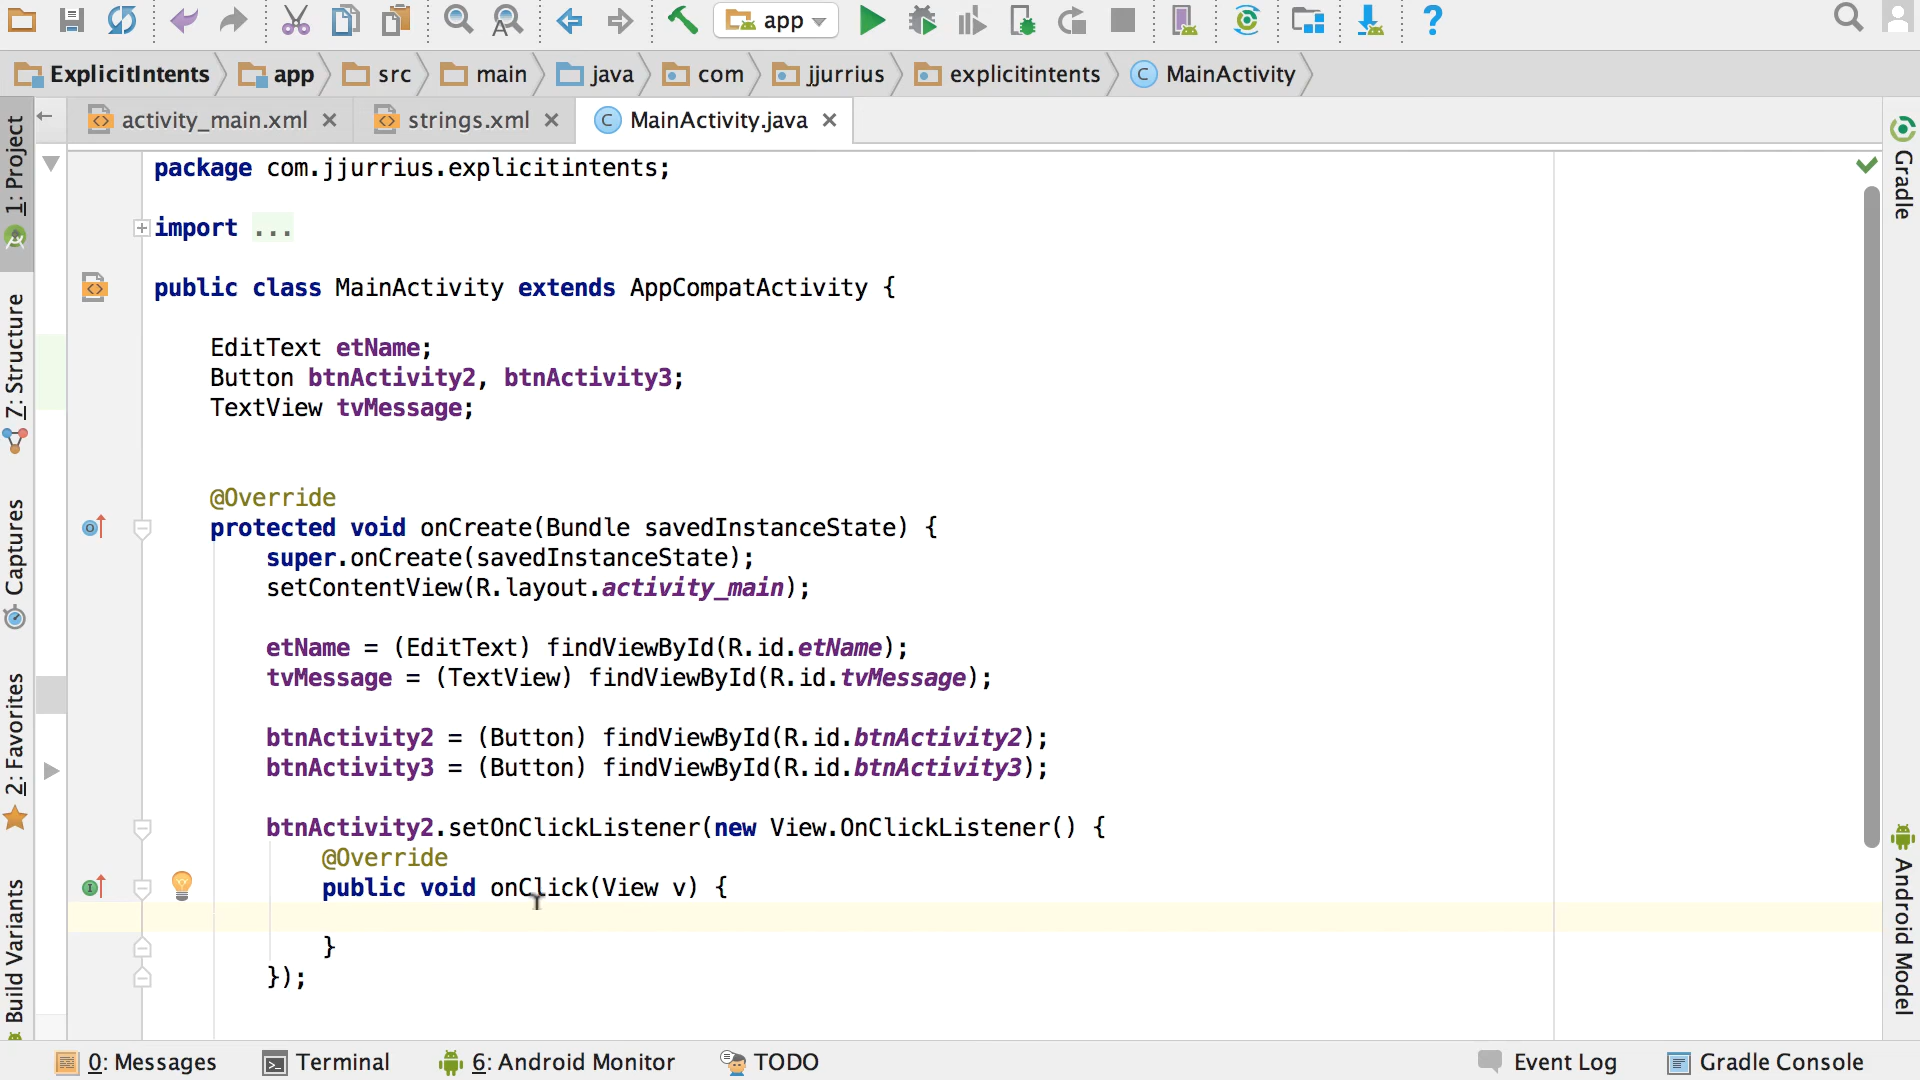 app
?
ExplicitIntents app src main java com jjurrius explicitintents MainActivity
activity_main.xml strings.xml MainActivity.java
1: Project
7: Structure
Captures
2: Favorites
Build Variants
package com.jjurrius.explicitintents;
import ...
public class MainActivity extends AppCompatActivity {
EditText etName;
Button btnActivity2, btnActivity3;
TextView tvMessage;
@Override
protected void onCreate(Bundle savedInstanceState) {
super.onCreate(savedInstanceState);
setContentView(R.layout.activity_main);
etName = (EditText) findViewById(R.id.etName);
tvMessage = (TextView) findViewById(R.id.tvMessage);
btnActivity2 = (Button) findViewById(R.id.btnActivity2);
btnActivity3 = (Button) findViewById(R.id.btnActivity3);
btnActivity2.setOnClickListener(new View.OnClickListener() {
@Override
public void onClick(View v) {
}
});
Gradle
Android Model
0: Messages Terminal 6: Android Monitor TODO Event Log Gradle Console